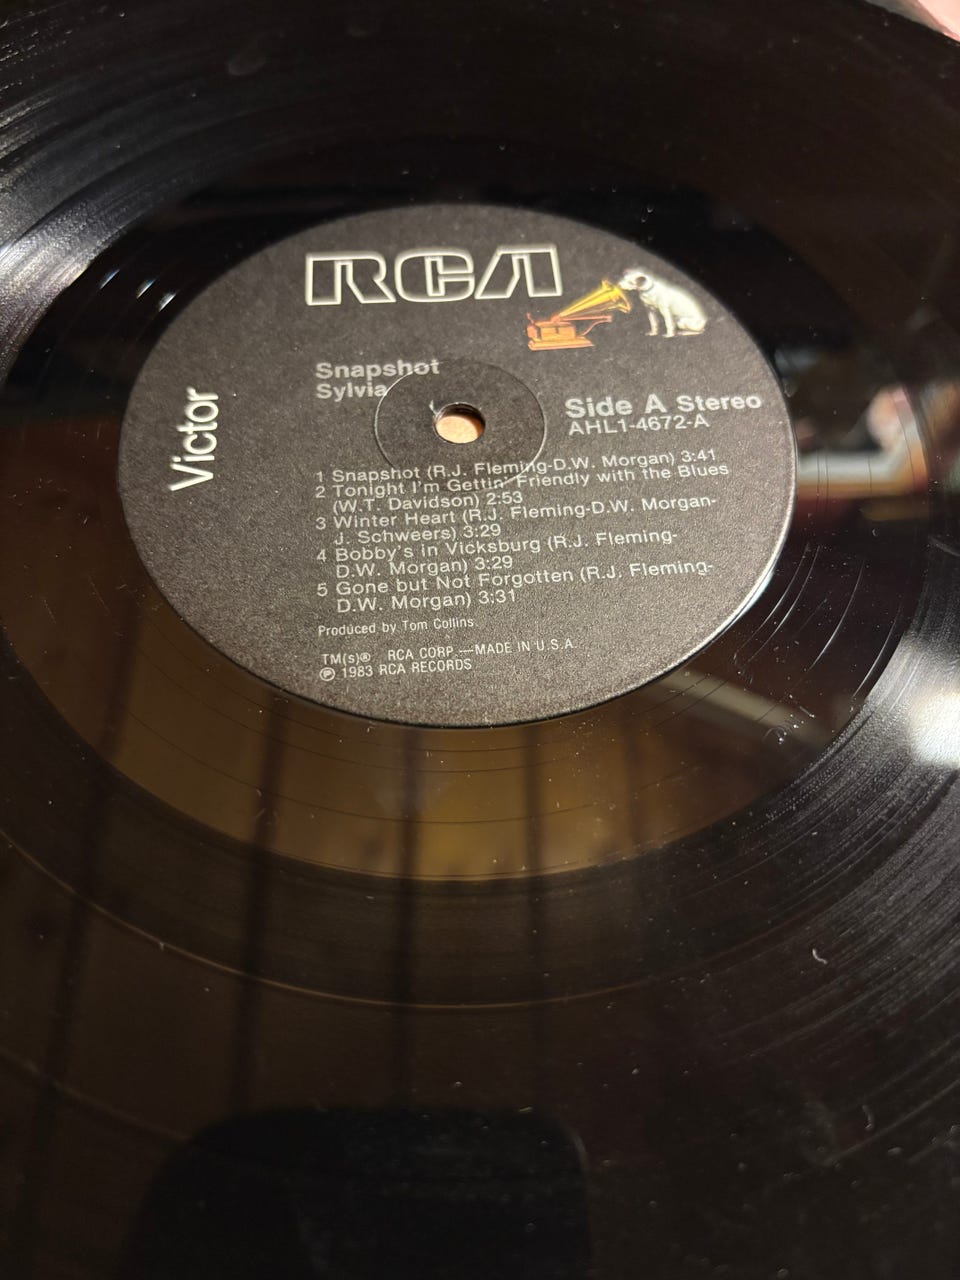 RCA
Snapshot
Sylvia
Victor
Side A Stereo
AHL1-4672-A
1 Snapshot (R.J. Fleming-D.W. Morgan) 3:41
2 Tonight I'm Gettin' Friendly with the Blues
(W.T. Davidson) 2:53
3 Winter Heart (R.J. Fleming-D.W. Morgan-
J. Schweers) 3:29
4 Bobby's in Vicksburg (R.J. Fleming-
D.W. Morgan) 3:29
5 Gone but Not Forgotten (R.J. Fleming-
D.W. Morgan) 3:31
Produced by Tom Collins
TM(s)® RCA CORP.—MADE IN U.S.A.
℗ 1983 RCA RECORDS